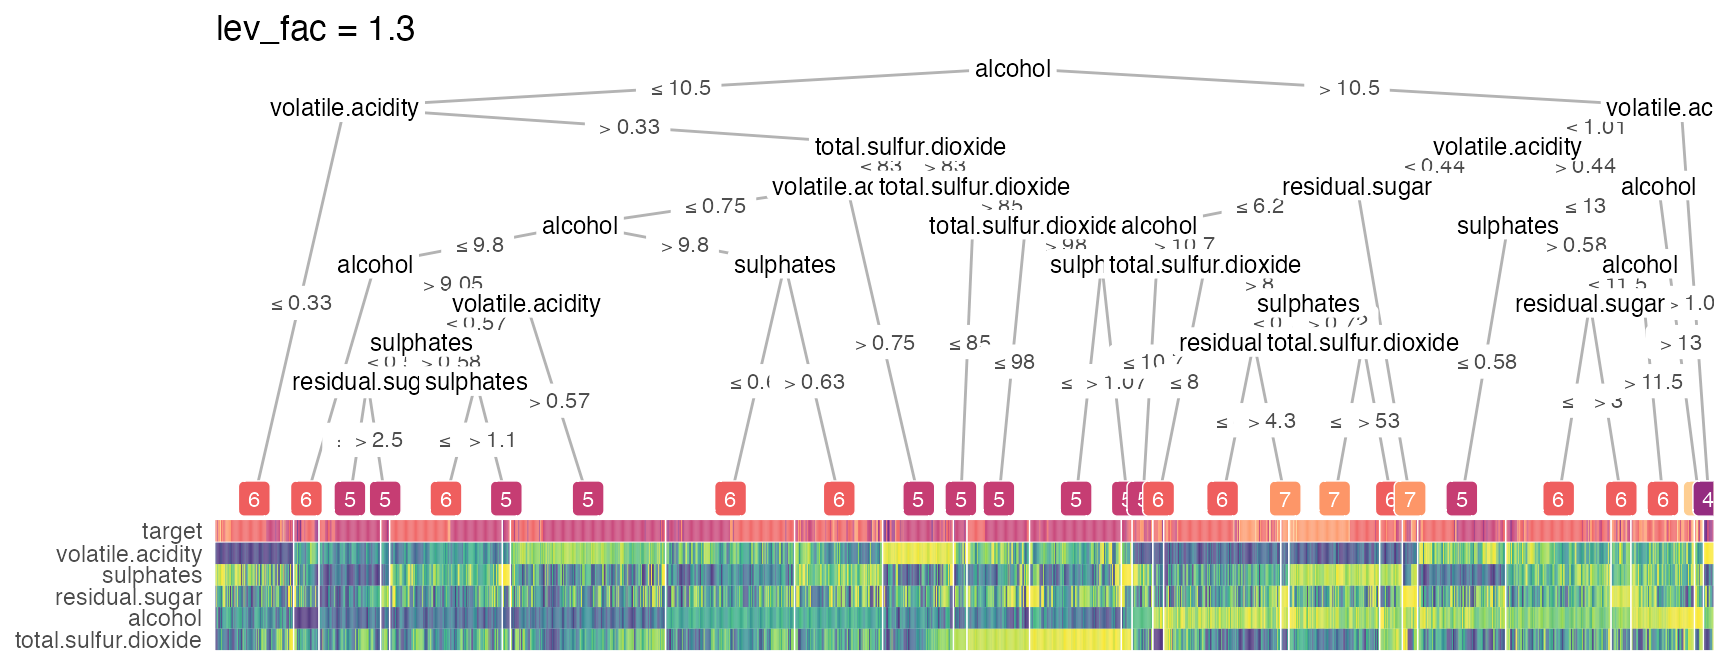 lev_fac = 1.3
alcohol
≤ 10.5 > 10.5
volatile.acidity volatile.ac
> 0.33 < 1.01
total.sulfur.dioxide volatile.acidity
≤ 83 > 83 < 0.44 > 0.44
volatile.ac total.sulfur.dioxide residual.sugar alcohol
≤ 0.75 > 85 ≤ 6.2 ≤ 13
alcohol total.sulfur.dioxide alcohol sulphates
≤ 9.8 > 9.8 > 98 > 10.7 > 0.58
alcohol sulphates sulph total.sulfur.dioxide alcohol
> 9.05 > 8 ≤ 11.5
≤ 0.33 volatile.acidity sulphates residual.sugar > 1.0
< 0.57 > 0.72
sulphates > 0.75 ≤ 85 residual total.sulfur.dioxide > 13
> 0.58 ≤ 98 ≤ 10.7 ≤ 0.58
residual.sug sulphates > 0.63 ≤ > 1.07 ≤ 8 > 11.5
> 0.57 ≤ > 3
≤ > 4.3 ≤ > 53
> 2.5 ≤ > 1.1
6 6 5 5 6 5 5 6 6 5 5 5 5 5 5 6 6 7 7 6 7 5 6 6 6 4
target
volatile.acidity
sulphates
residual.sugar
alcohol
total.sulfur.dioxide